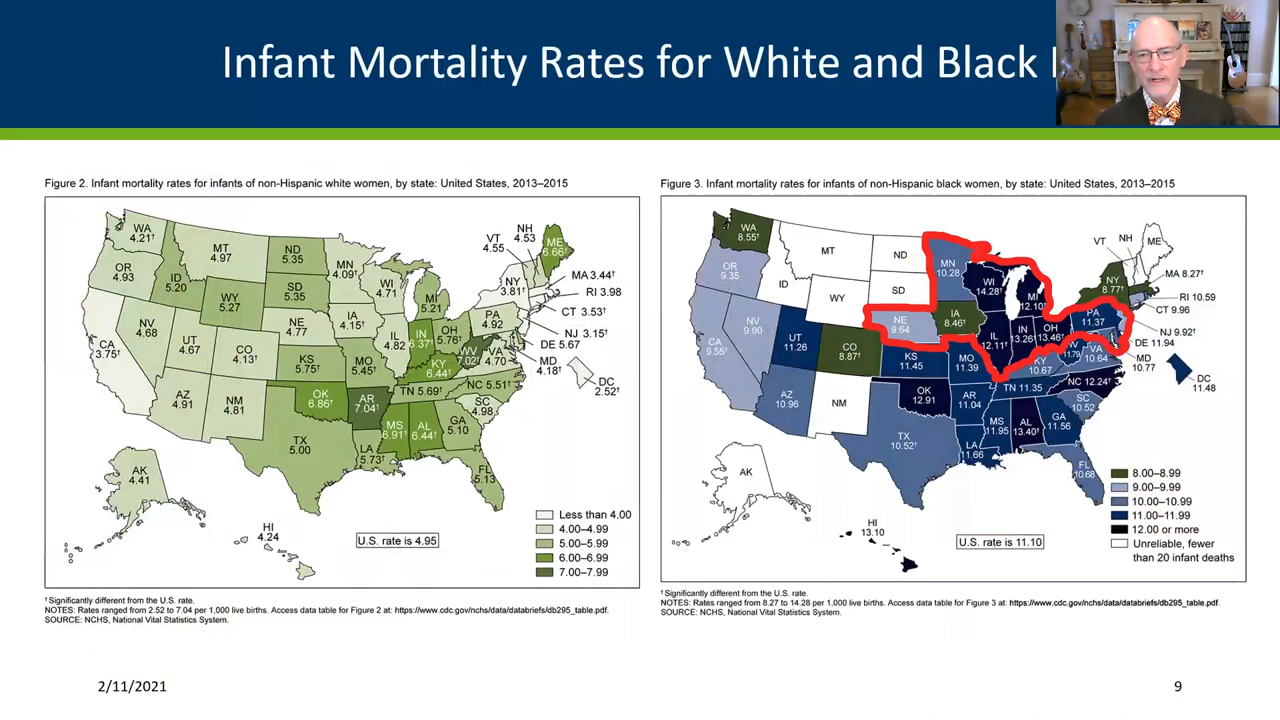 Infant Mortality Rates for White and Black
Figure 2. Infant mortality rates for infants of non-Hispanic white women, by state: United States, 2013–2015
WA
4.21†
OR
4.93
CA
3.75†
ID
5.20
NV
4.68
MT
4.97
WY
5.27
UT
4.67
AZ
4.91
CO
4.13†
NM
4.81
ND
5.35
SD
5.35
NE
4.77
KS
5.75†
OK
6.86†
TX
5.00
MN
4.09†
IA
4.15†
MO
5.45†
AR
7.04†
LA
5.73†
WI
4.71
IL
4.82
MI
5.21
IN
6.37†
OH
5.76†
KY
6.44†
TN 5.69†
MS
6.91†
AL
6.44†
GA
5.10
FL
5.13
SC
4.98
NC 5.51†
VA
4.70
WV
7.02†
PA
4.92
NY
3.81†
VT
4.55
NH
4.53
ME
6.66†
MA 3.44†
RI 3.98
CT 3.53†
NJ 3.15†
DE 5.67
MD
4.18†
DC
2.52†
AK
4.41
HI
4.24
U.S. rate is 4.95
Less than 4.00
4.00–4.99
5.00–5.99
6.00–6.99
7.00–7.99
† Significantly different from the U.S. rate.
NOTES: Rates ranged from 2.52 to 7.04 per 1,000 live births. Access data table for Figure 2 at: https://www.cdc.gov/nchs/data/databriefs/db295_table.pdf.
SOURCE: NCHS, National Vital Statistics System.
Figure 3. Infant mortality rates for infants of non-Hispanic black women, by state: United States, 2013–2015
WA
8.55†
OR
9.35
CA
9.55†
ID
NV
9.90
MT
WY
UT
11.26
AZ
10.96
CO
8.87†
NM
ND
SD
NE
9.64
KS
11.45
OK
12.91
TX
10.52†
MN
10.28
IA
8.46†
MO
11.39
AR
11.04
LA
11.66
WI
14.28†
IL
12.11†
MI
12.10†
IN
13.26†
OH
13.46†
KY
10.67
TN 11.35
MS
11.95
AL
13.40†
GA
11.56
FL
10.68
SC
10.52
NC 12.24†
VA
10.64
11.79
PA
11.37
NY
8.77†
VT
NH
ME
MA 8.27†
RI 10.59
CT 9.96
NJ 9.92†
DE 11.94
MD
10.77
DC
11.48
AK
HI
13.10
U.S. rate is 11.10
8.00–8.99
9.00–9.99
10.00–10.99
11.00–11.99
12.00 or more
Unreliable, fewer
than 20 infant deaths
† Significantly different from the U.S. rate.
NOTES: Rates ranged from 8.27 to 14.28 per 1,000 live births. Access data table for Figure 3 at: https://www.cdc.gov/nchs/data/databriefs/db295_table.pdf.
SOURCE: NCHS, National Vital Statistics System.
2/11/2021
9